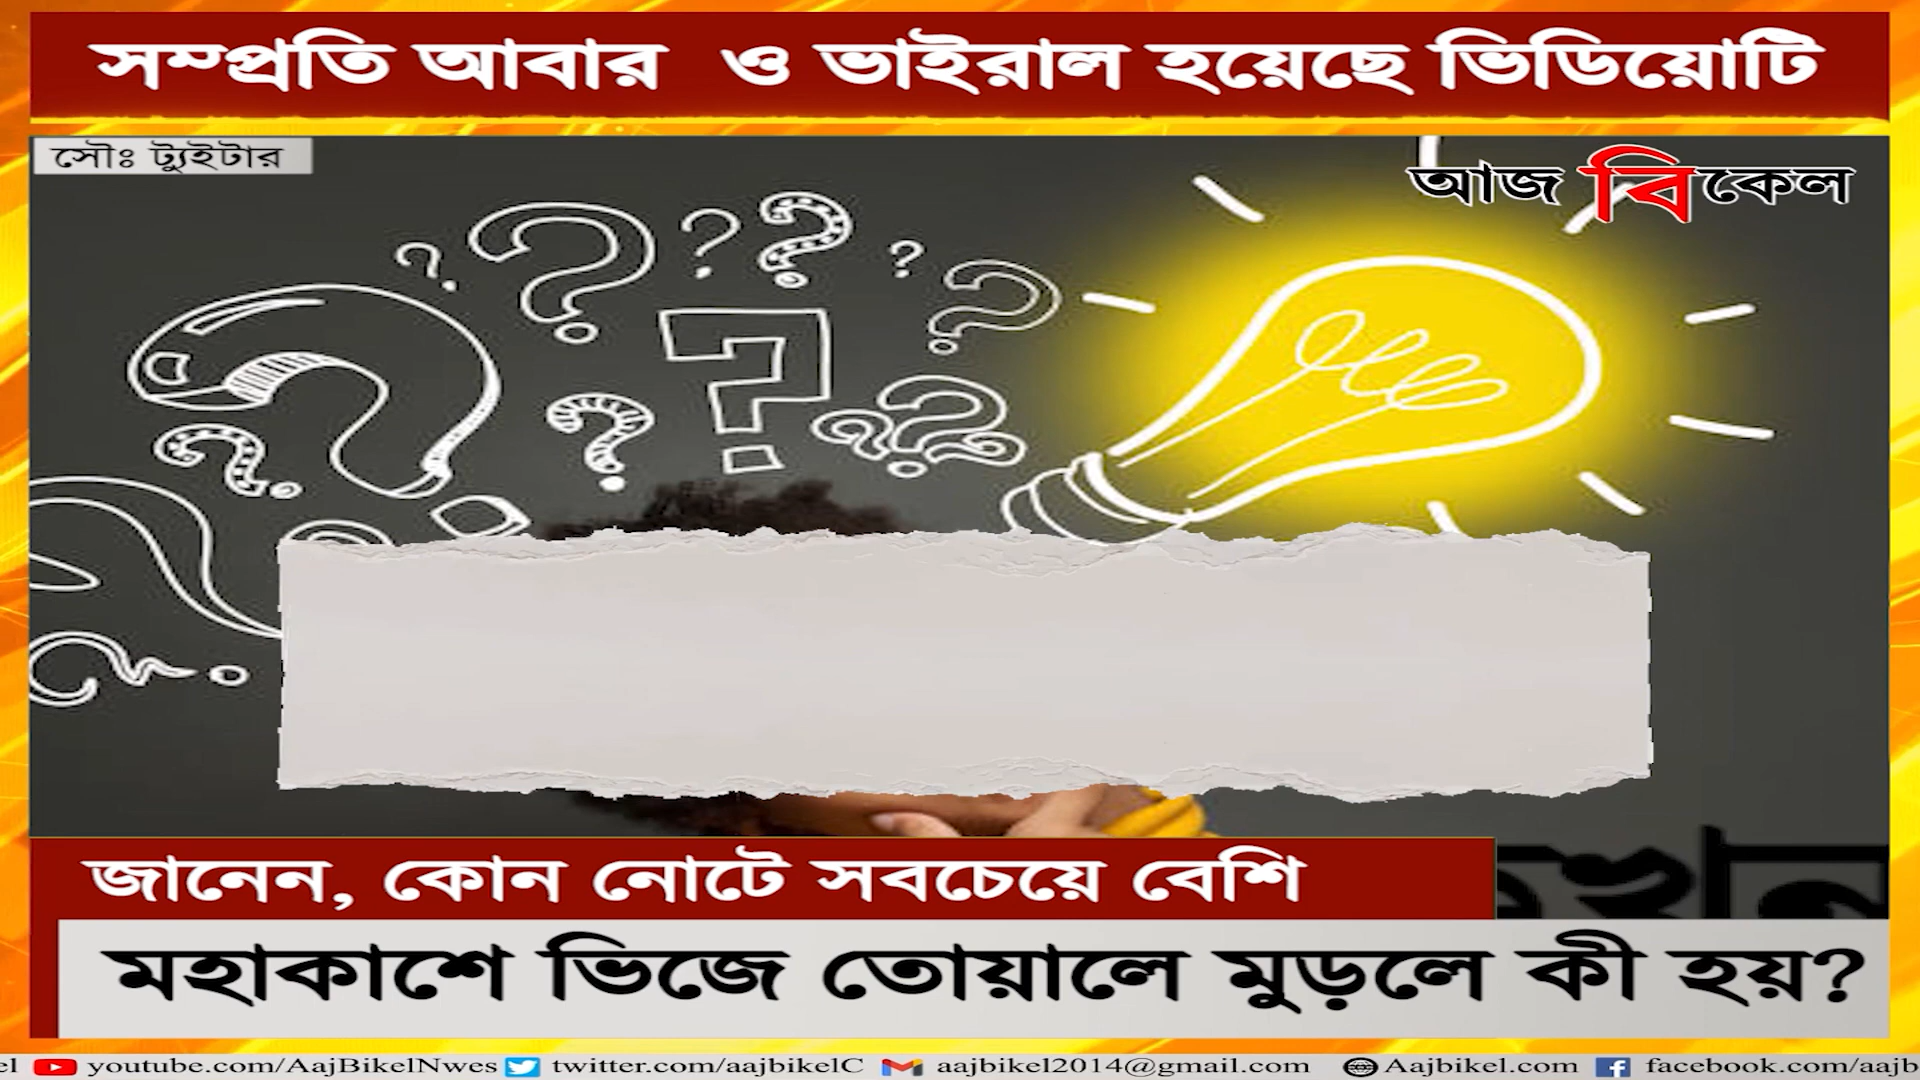 সম্প্রতি আবার ও ভাইরাল হয়েছে ভিডিয়োটি
সৌঃ ট্যুইটার
আজ বিকেল
জানেন, কোন নোটে সবচেয়ে বেশি
মহাকাশে ভিজে তোয়ালে মুড়লে কী হয়?
youtube.com/AajBikelNwes twitter.com/aajbikelC aajbikel2014@gmail.com Aajbikel.com facebook.com/aajb